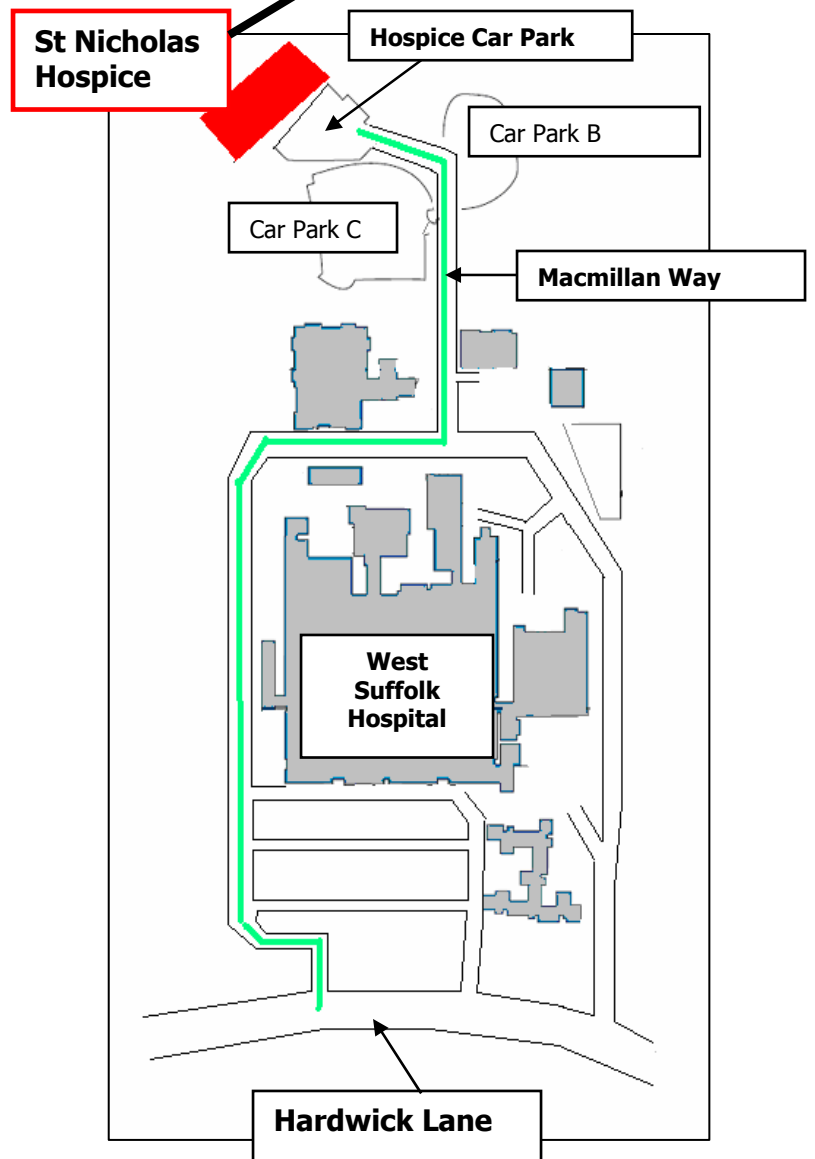 St Nicholas
Hospice
Hospice Car Park
Car Park B
Car Park C
Macmillan Way
West
Suffolk
Hospital
Hardwick Lane